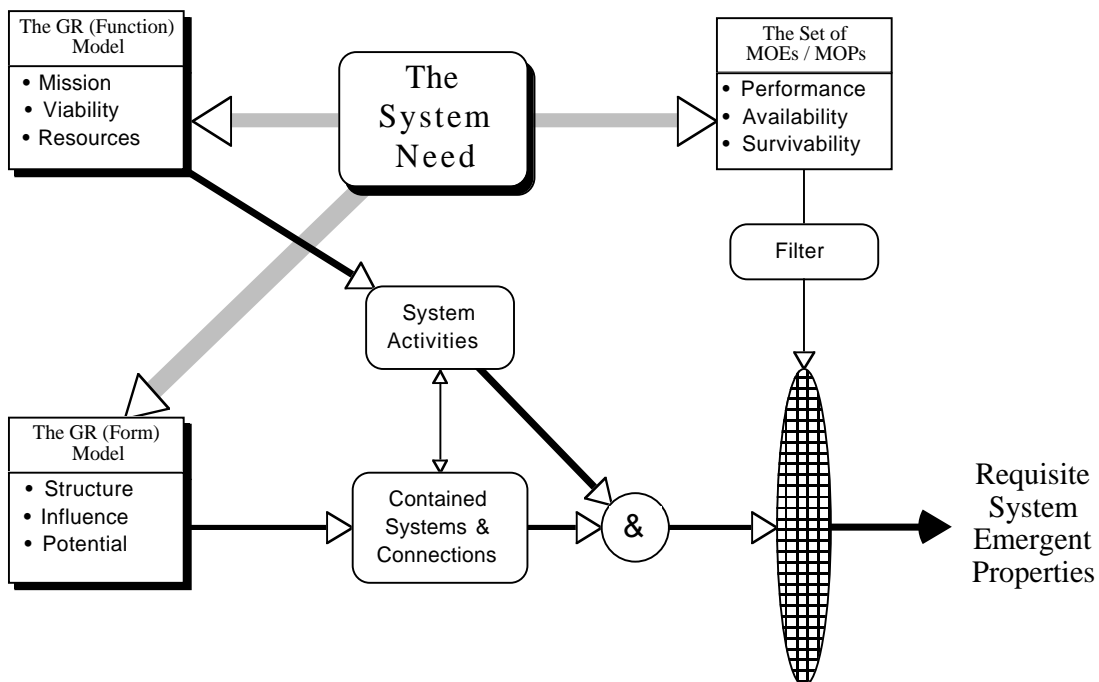 The GR (Function)
Model
• Mission
• Viability
• Resources
The
System
Need
The Set of
MOEs / MOPs
• Performance
• Availability
• Survivability
Filter
System
Activities
The GR (Form)
Model
• Structure
• Influence
• Potential
Contained
Systems &
Connections
&
Requisite
System
Emergent
Properties